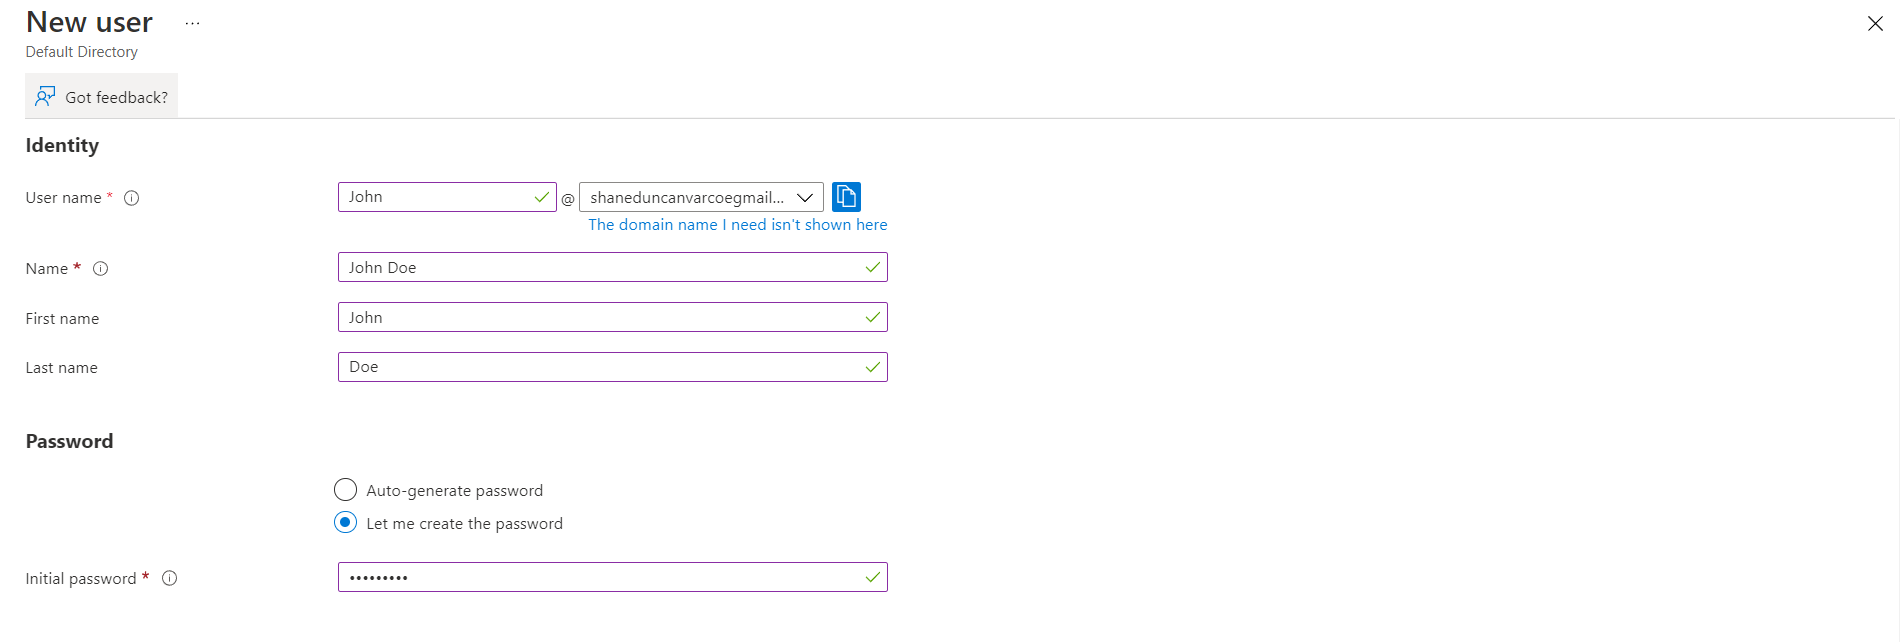 New user ...
Default Directory
Got feedback?
Identity
User name * John @ shaneduncanvarcoegmail...
The domain name I need isn't shown here
Name * John Doe
First name John
Last name Doe
Password
Auto-generate password
Let me create the password
Initial password * •••••••••